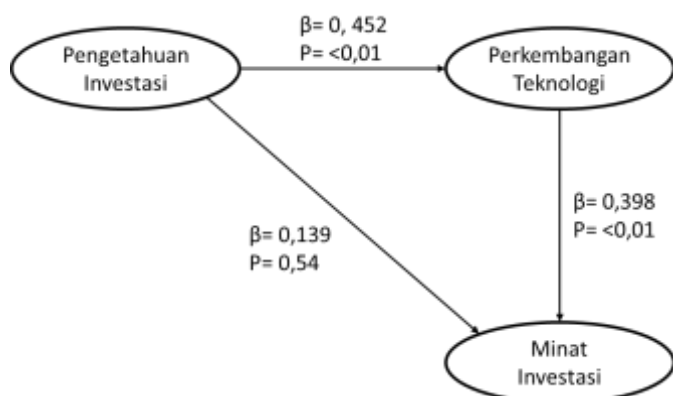 β= 0, 452
P= <0,01
Pengetahuan
Investasi
Perkembangan
Teknologi
β= 0,398
P= <0,01
β= 0,139
P= 0,54
Minat
Investasi